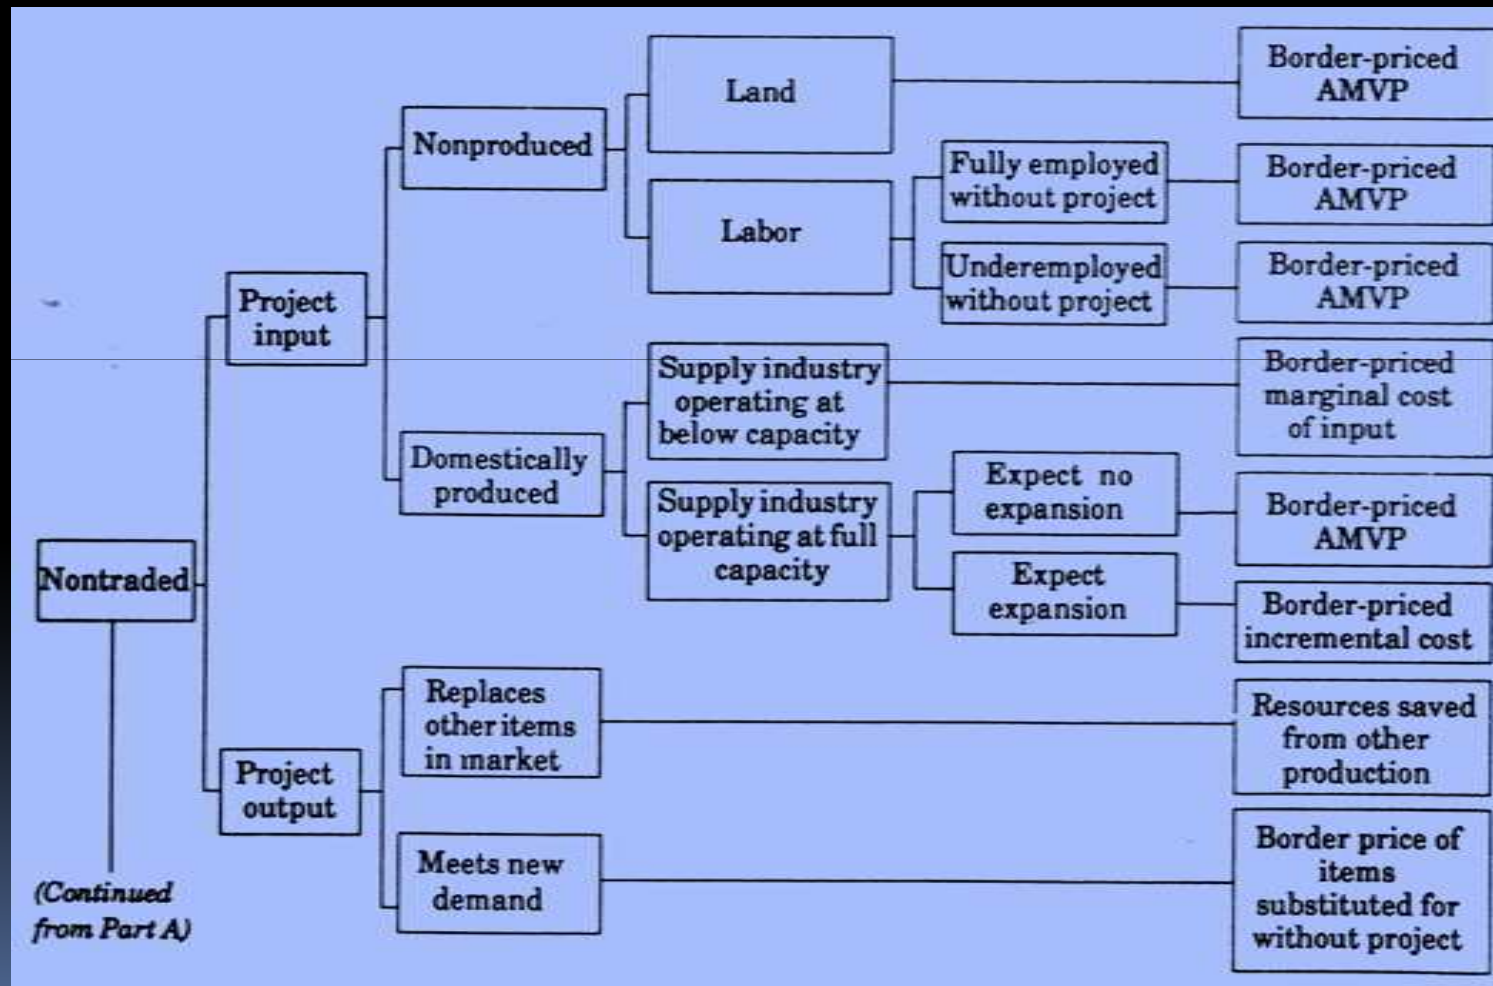 Nontraded
(Continued
from Part A)
Project
input
Project
output
Nonproduced
Domestically
produced
Replaces
other items
in market
Meets new
demand
Land
Labor
Supply industry
operating at
below capacity
Supply industry
operating at full
capacity
Fully employed
without project
Underemployed
without project
Expect no
expansion
Expect
expansion
Border-priced
AMVP
Border-priced
AMVP
Border-priced
AMVP
Border-priced
marginal cost
of input
Border-priced
AMVP
Border-priced
incremental cost
Resources saved
from other
production
Border price of
items
substituted for
without project